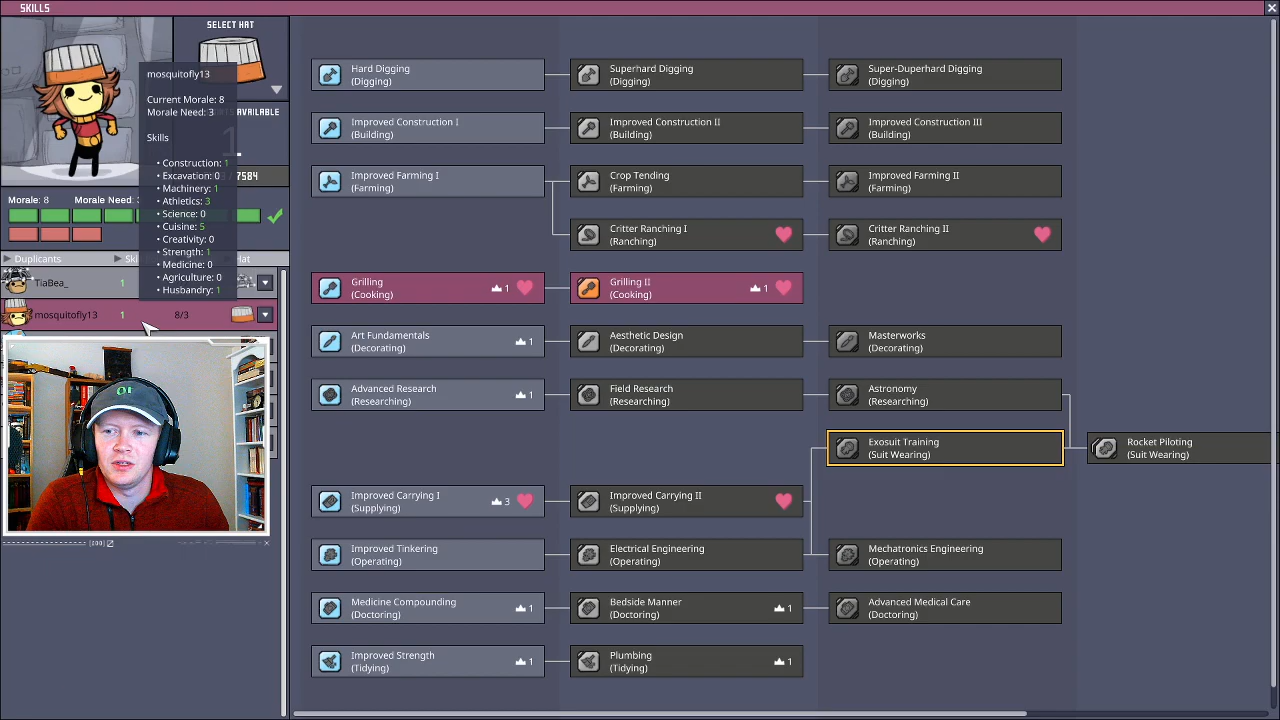 SKILLS
SELECT HAT
mosquitofly13
Current Morale: 8
Morale Need: 3
Skills
• Construction: 1
• Excavation: 0
• Machinery: 1
• Athletics: 3
• Science: 0
• Cuisine: 5
• Creativity: 0
• Strength: 1
• Medicine: 0
• Agriculture: 0
• Husbandry: 1
AVAILABLE
1
7584
Morale: 8 Morale Need:
Duplicants
Hat
TiaBea_ 1
mosquitofly13 1 8/3
Hard Digging
(Digging)
Superhard Digging
(Digging)
Super-Duperhard Digging
(Digging)
Improved Construction I
(Building)
Improved Construction II
(Building)
Improved Construction III
(Building)
Improved Farming I
(Farming)
Crop Tending
(Farming)
Improved Farming II
(Farming)
Critter Ranching I
(Ranching)
Critter Ranching II
(Ranching)
Grilling
(Cooking) 1
Grilling II
(Cooking) 1
Art Fundamentals
(Decorating) 1
Aesthetic Design
(Decorating)
Masterworks
(Decorating)
Advanced Research
(Researching) 1
Field Research
(Researching)
Astronomy
(Researching)
Exosuit Training
(Suit Wearing)
Rocket Piloting
(Suit Wearing)
Improved Carrying I
(Supplying) 3
Improved Carrying II
(Supplying)
Improved Tinkering
(Operating)
Electrical Engineering
(Operating)
Mechatronics Engineering
(Operating)
Medicine Compounding
(Doctoring) 1
Bedside Manner
(Doctoring) 1
Advanced Medical Care
(Doctoring)
Improved Strength
(Tidying) 1
Plumbing
(Tidying) 1